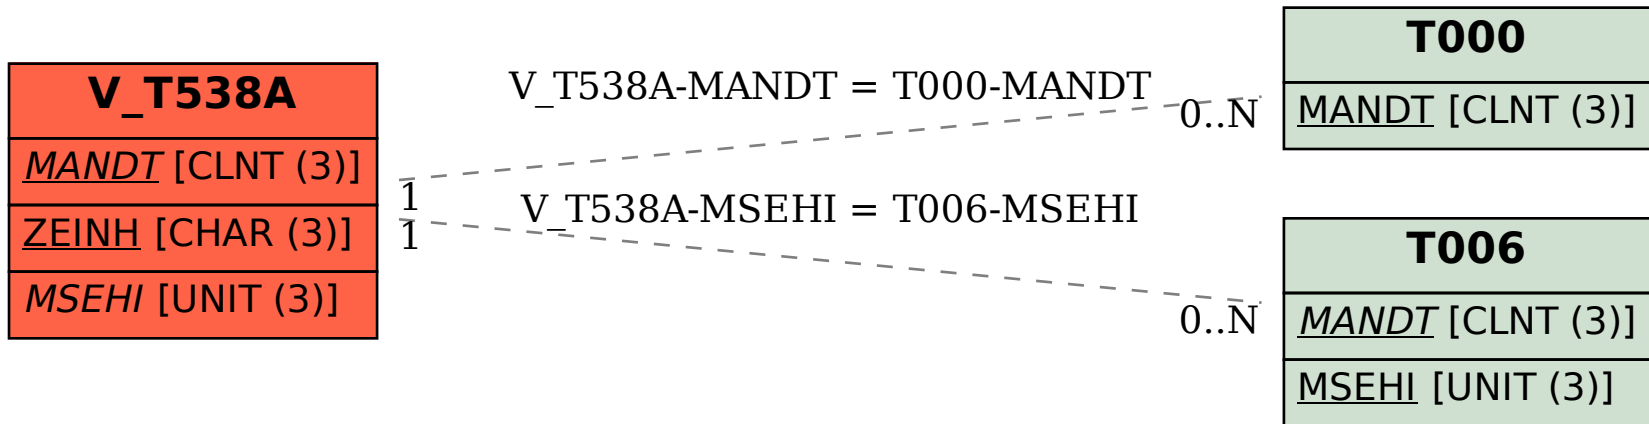 V_T538A
MANDT [CLNT (3)]
ZEINH [CHAR (3)]
MSEHI [UNIT (3)]
V_T538A-MANDT = T000-MANDT
0..N
1
V_T538A-MSEHI = T006-MSEHI
1
0..N
T000
MANDT [CLNT (3)]
T006
MANDT [CLNT (3)]
MSEHI [UNIT (3)]